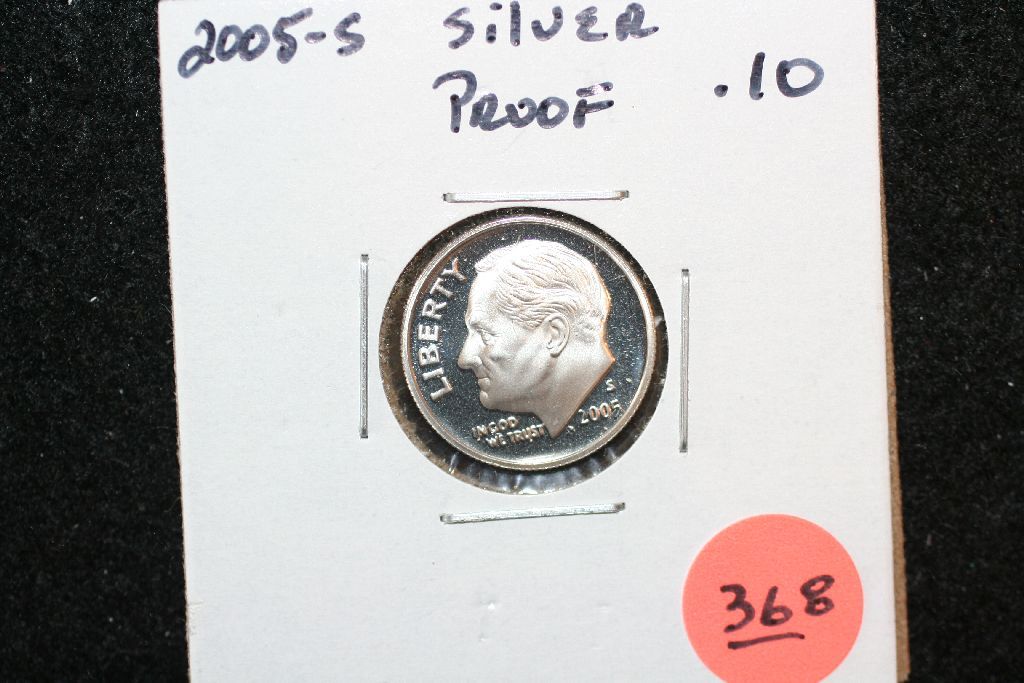 2005-S SilvER .10
PROOF
LIBERTY
S
2005
IN GOD
WE TRUST
368